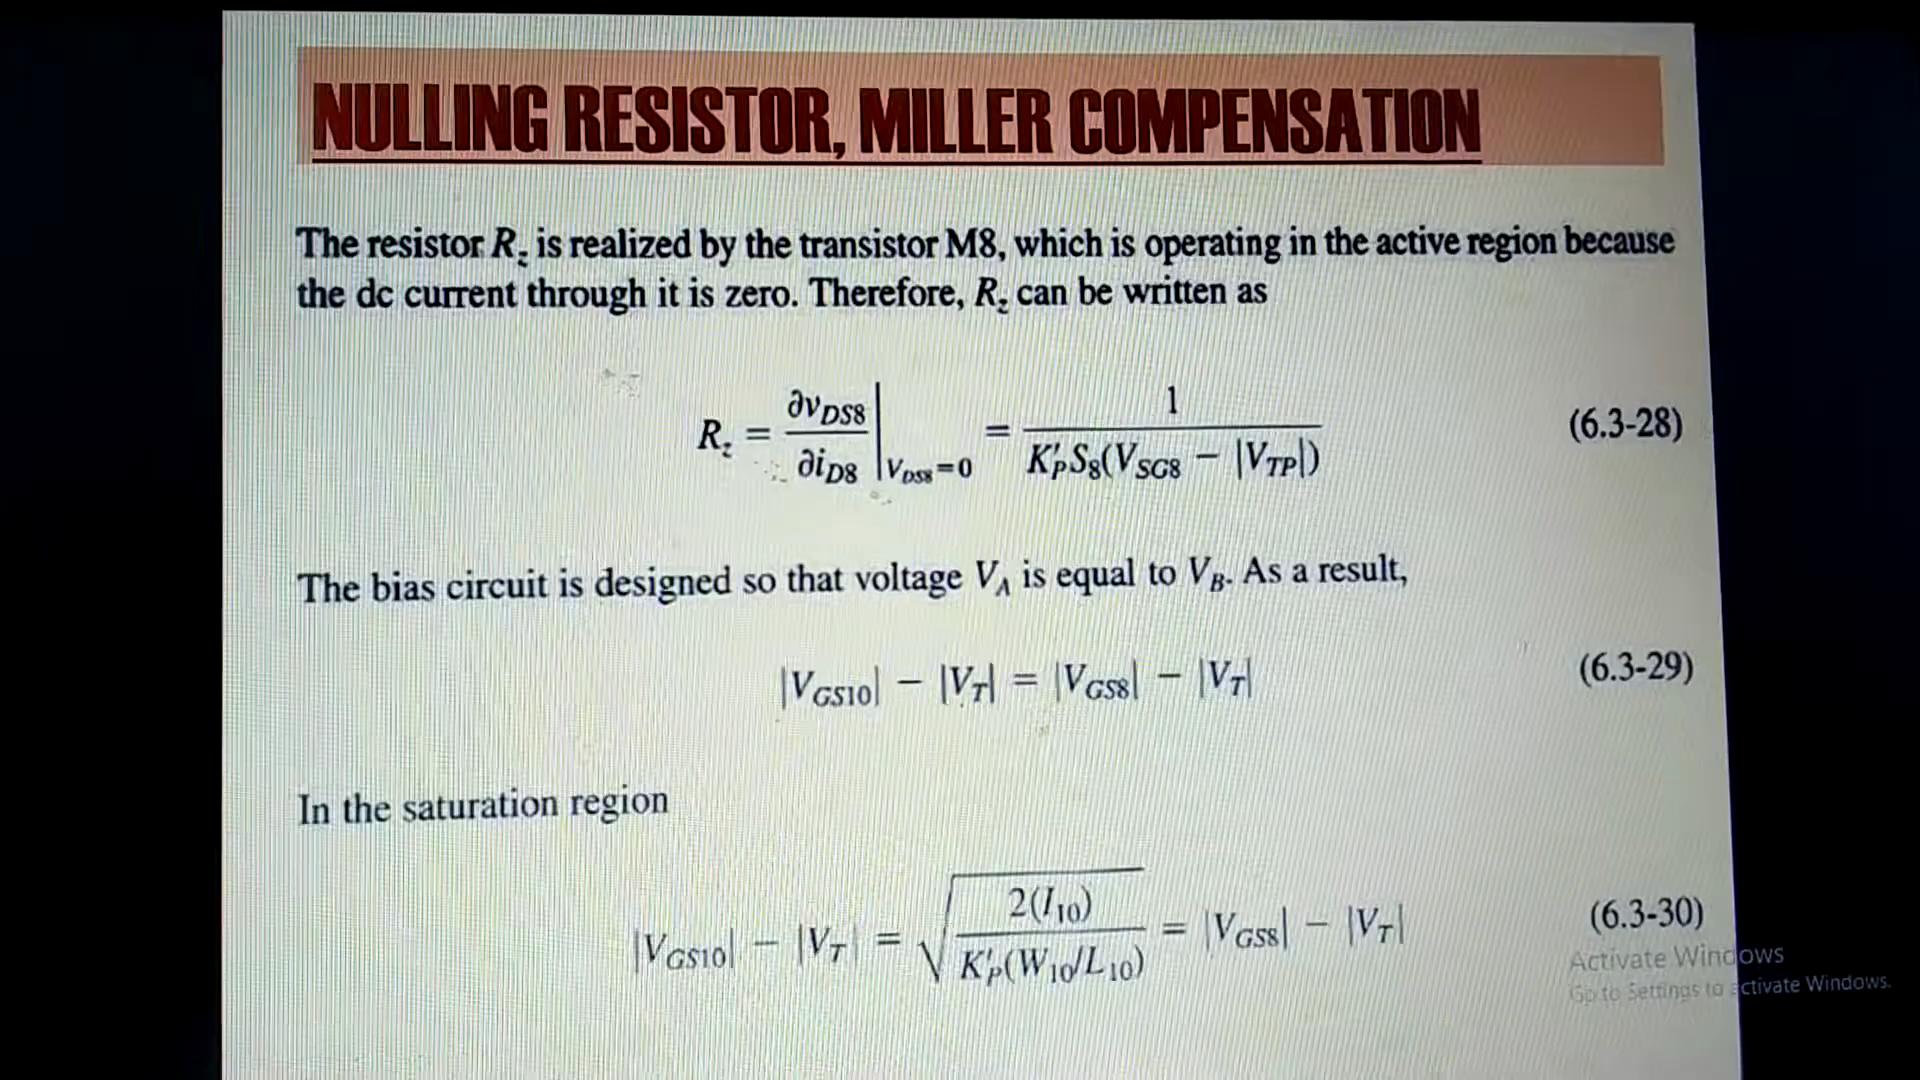 NULLING RESISTOR, MILLER COMPENSATION
The resistor R_z is realized by the transistor M8, which is operating in the active region because
the dc current through it is zero. Therefore, R_z can be written as
R_z = ∂v_DS8 / ∂i_D8 |V_DS8=0 = 1 / K'_P S_8(V_SG8 − |V_TP|) (6.3-28)
The bias circuit is designed so that voltage V_A is equal to V_B. As a result,
|V_GS10| − |V_T| = |V_GS8| − |V_T| (6.3-29)
In the saturation region
|V_GS10| − |V_T| = √(2(I_10) / K'_P(W_10/L_10)) = |V_GS8| − |V_T| (6.3-30)
Activate Windows
Go to Settings to activate Windows.